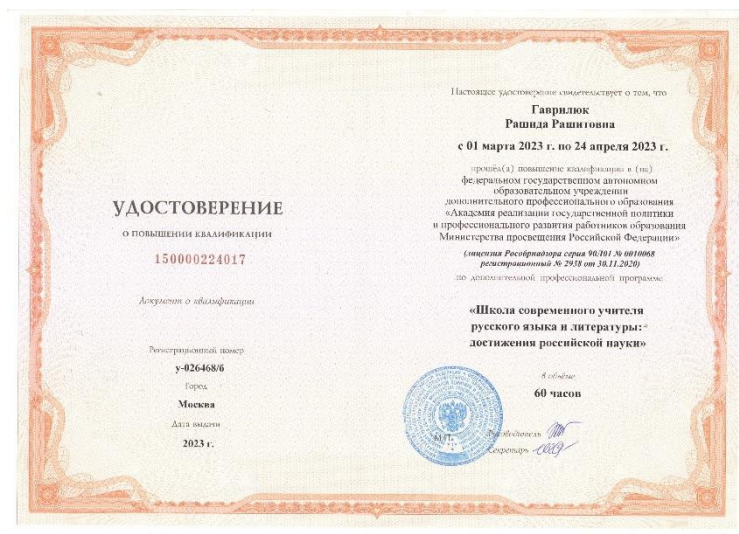 УДОСТОВЕРЕНИЕ
О ПОВЫШЕНИИ КВАЛИФИКАЦИИ
150000224017
Документ о квалификации
Регистрационный номер
у-026468/б
Город
Москва
Дата выдачи
2023 г.
Настоящее удостоверение свидетельствует о том, что
Гаврилюк
Рашида Рашитовна
с 01 марта 2023 г. по 24 апреля 2023 г.
прошёл(а) повышение квалификации в (на)
федеральном государственном автономном
образовательном учреждении
дополнительного профессионального образования
«Академия реализации государственной политики
и профессионального развития работников образования
Министерства просвещения Российской Федерации»
(лицензия Рособрнадзора серия 90Л01 № 0010068
регистрационный № 2938 от 30.11.2020)
по дополнительной профессиональной программе
«Школа современного учителя
русского языка и литературы:
достижения российской науки»
в объёме
60 часов
М.П.
Руководитель
Секретарь